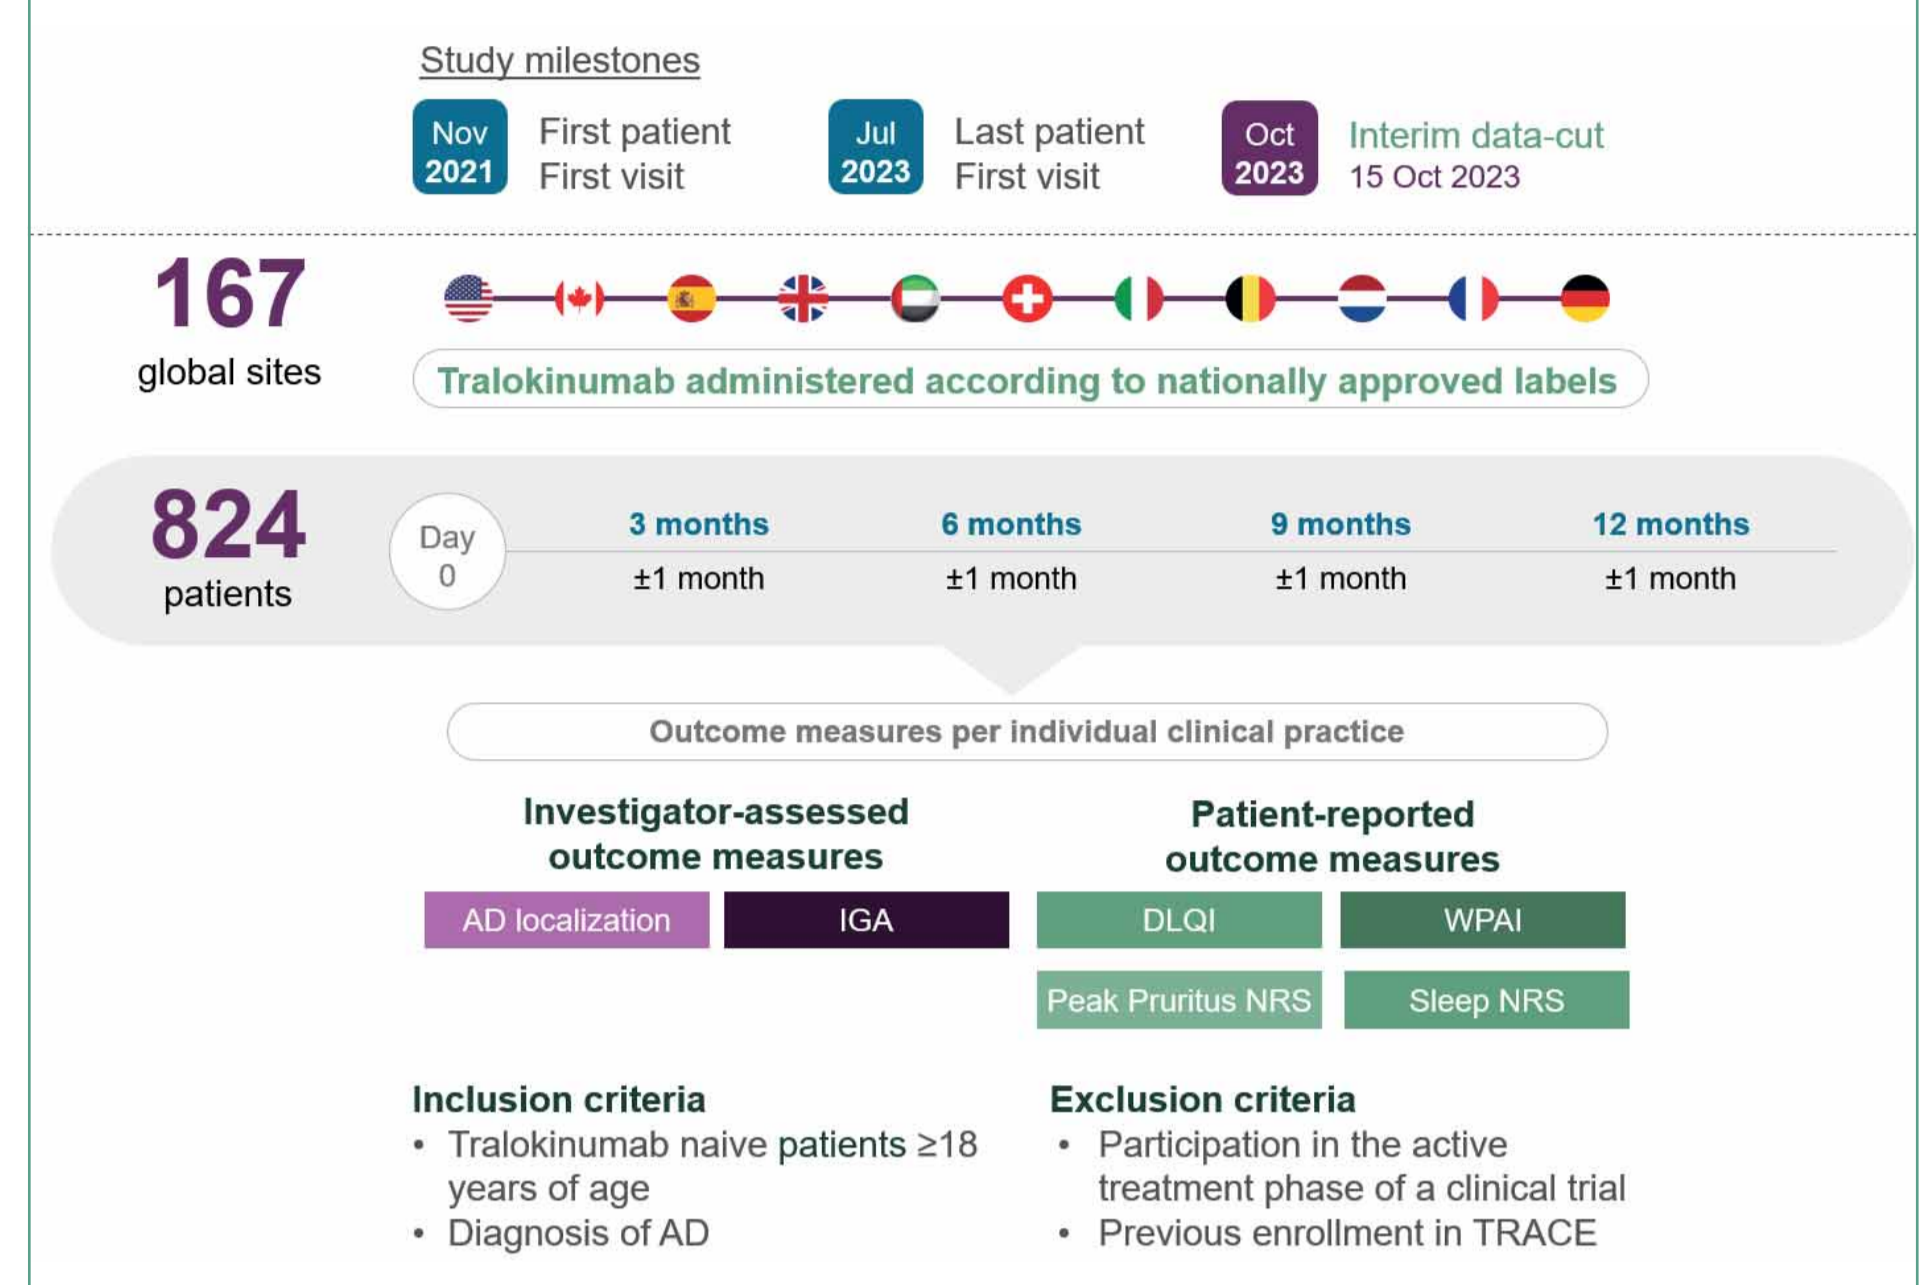 Study milestones
Nov
2021
First patient
First visit
Jul
2023
Last patient
First visit
Oct
2023
Interim data-cut
15 Oct 2023
167
global sites
Tralokinumab administered according to nationally approved labels
824
patients
Day
0
3 months
±1 month
6 months
±1 month
9 months
±1 month
12 months
±1 month
Outcome measures per individual clinical practice
Investigator-assessed
outcome measures
AD localization
IGA
Patient-reported
outcome measures
DLQI
WPAI
Peak Pruritus NRS
Sleep NRS
Inclusion criteria
• Tralokinumab naive patients ≥18
years of age
• Diagnosis of AD
Exclusion criteria
• Participation in the active
treatment phase of a clinical trial
• Previous enrollment in TRACE